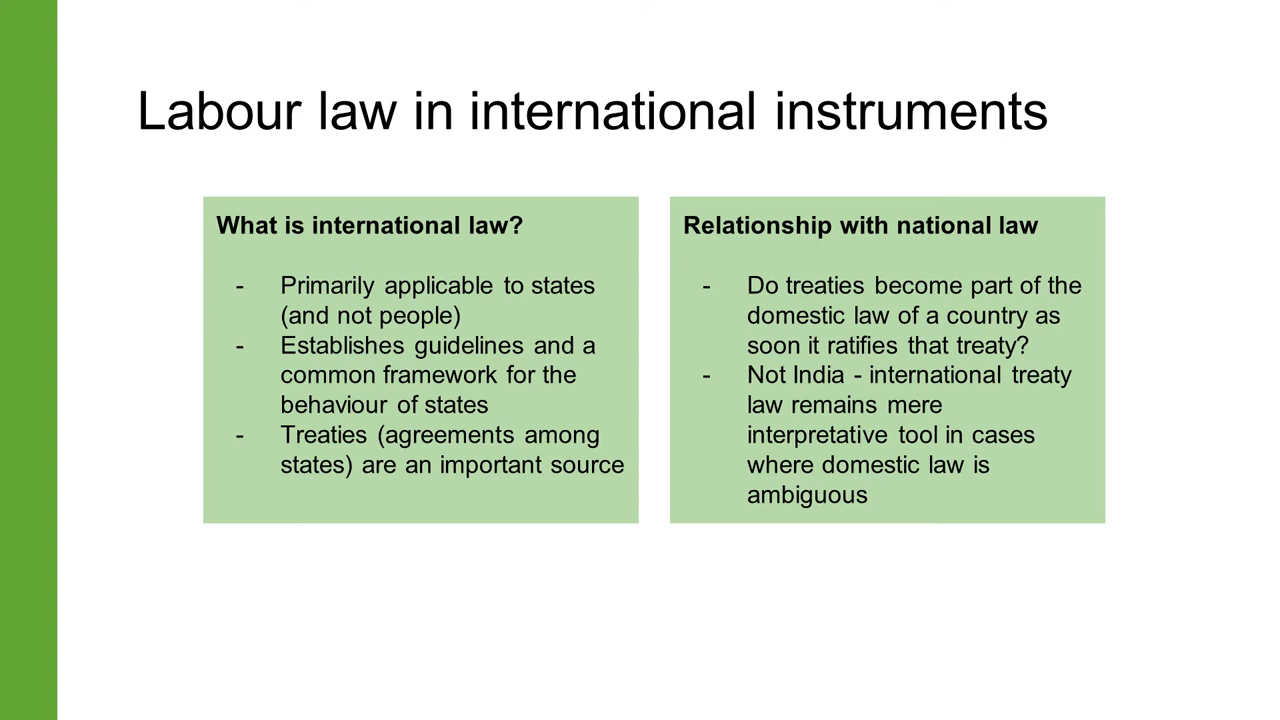 Labour law in international instruments
What is international law?
- Primarily applicable to states
(and not people)
- Establishes guidelines and a
common framework for the
behaviour of states
- Treaties (agreements among
states) are an important source
Relationship with national law
- Do treaties become part of the
domestic law of a country as
soon it ratifies that treaty?
- Not India - international treaty
law remains mere
interpretative tool in cases
where domestic law is
ambiguous